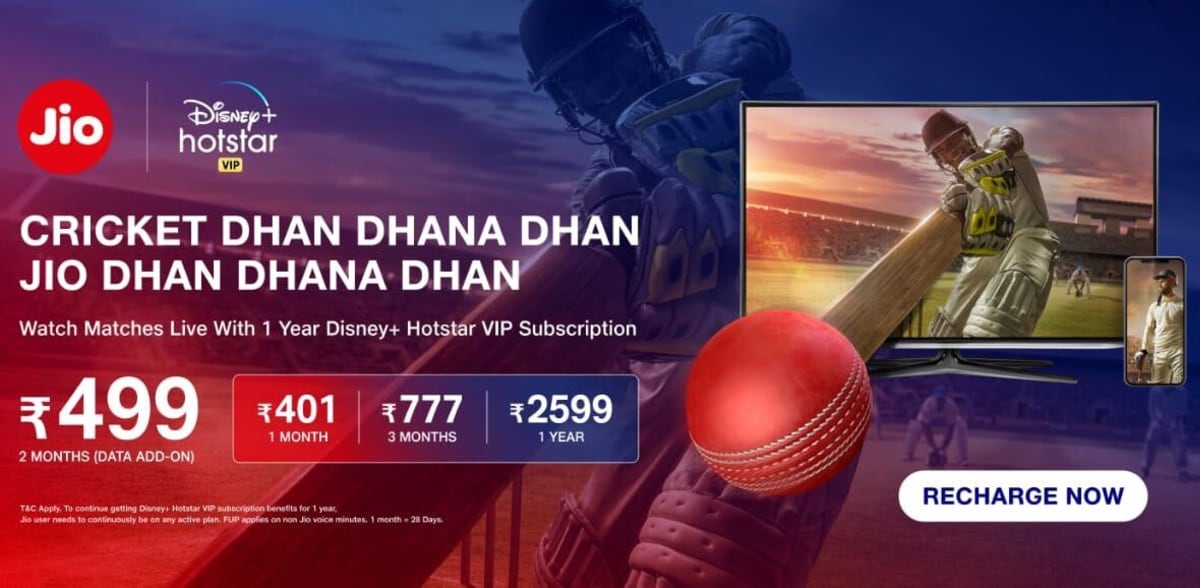 Jio
Disney+
hotstar
VIP
CRICKET DHAN DHANA DHAN
JIO DHAN DHANA DHAN
Watch Matches Live With 1 Year Disney+ Hotstar VIP Subscription
₹499
2 MONTHS (DATA ADD-ON)
₹401
1 MONTH
₹777
3 MONTHS
₹2599
1 YEAR
T&C Apply. To continue getting Disney+ Hotstar VIP subscription benefits for 1 year,
Jio user needs to continuously be on any active plan. FUP applies on non Jio voice minutes. 1 month = 28 Days.
RECHARGE NOW